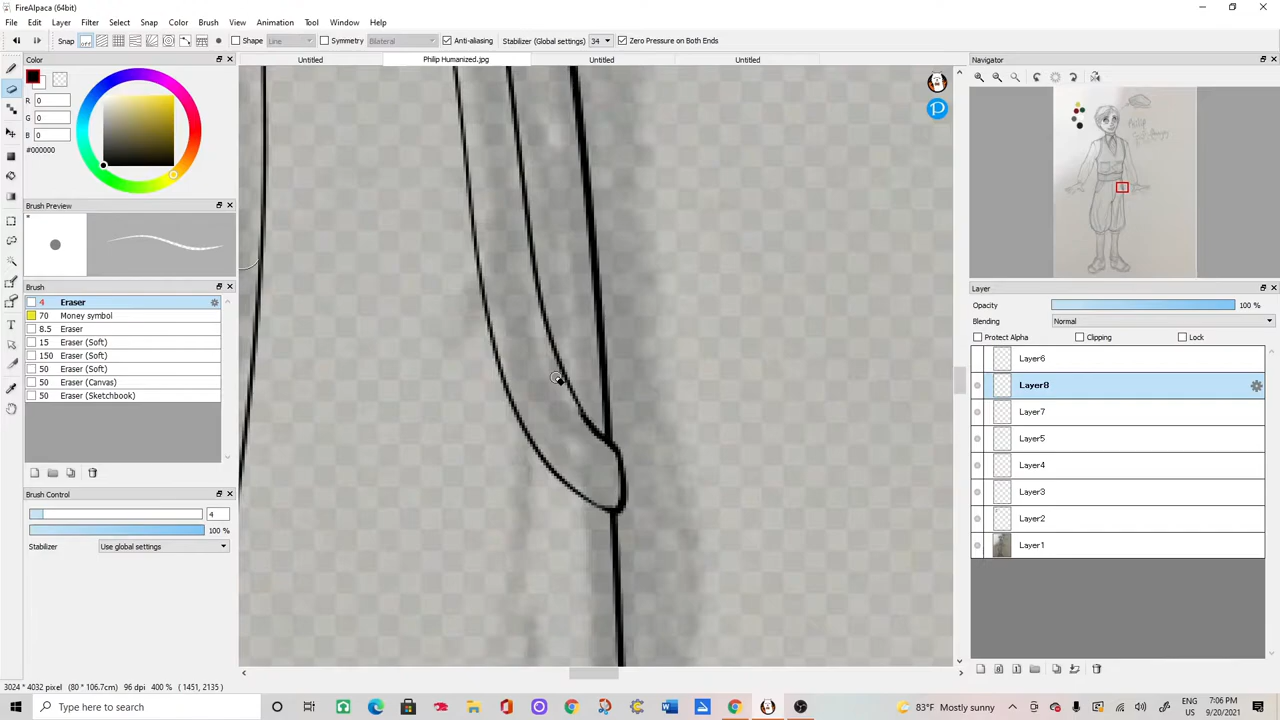 FireAlpaca (64bit)
File Edit Layer Filter Select Snap Color Brush View Animation Tool Window Help
Snap OFF Shape Line Symmetry Bilateral Anti-aliasing Stabilizer (Global settings) 34 Zero Pressure on Both Ends
Color
R 0
G 0
B 0
#000000
Brush Preview
Brush
4 Eraser
70 Money symbol
8.5 Eraser
15 Eraser (Soft)
150 Eraser (Soft)
50 Eraser (Soft)
50 Eraser (Canvas)
50 Eraser (Sketchbook)
Brush Control
4
100 %
Stabilizer Use global settings
3024 * 4032 pixel (80 * 106.7cm) 96 dpi 400 % (1451, 2135)
Untitled Philip Humanized.jpg Untitled Untitled
Navigator
Layer
Opacity 100 %
Blending Normal
Protect Alpha Clipping Lock
Layer6
Layer8
Layer7
Layer5
Layer4
Layer3
Layer2
Layer1
Type here to search
83°F Mostly sunny
ENG
US
7:06 PM
9/20/2021